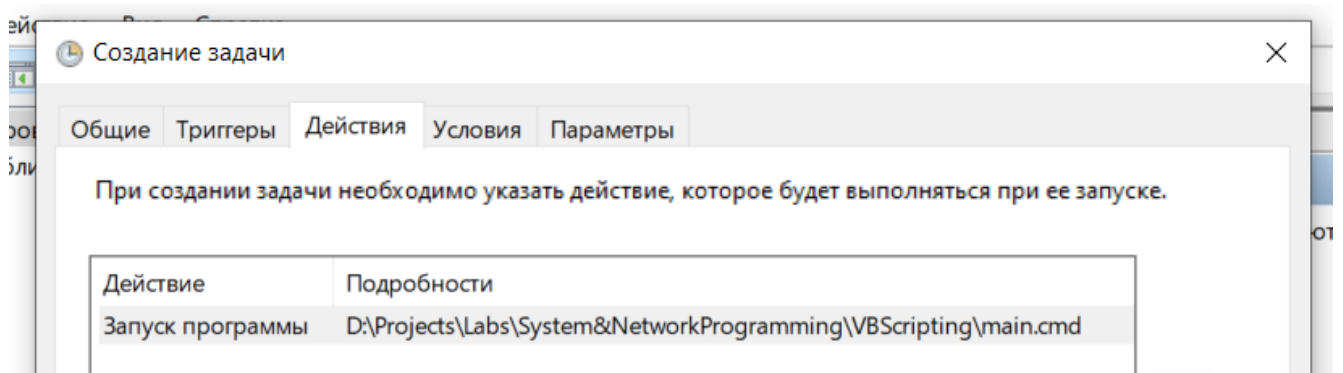 Создание задачи
Общие Триггеры Действия Условия Параметры
При создании задачи необходимо указать действие, которое будет выполняться при ее запуске.
Действие Подробности
Запуск программы D:\Projects\Labs\System&NetworkProgramming\VBScripting\main.cmd